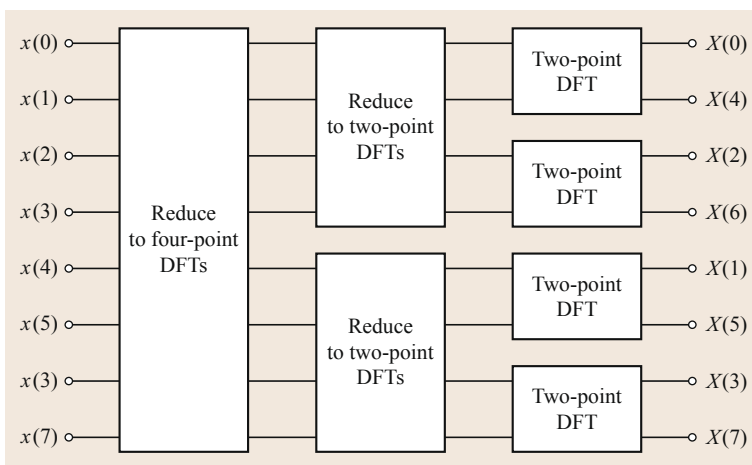 x(0)
x(1)
x(2)
x(3)
x(4)
x(5)
x(3)
x(7)
Reduce
to four-point
DFTs
Reduce
to two-point
DFTs
Reduce
to two-point
DFTs
Two-point
DFT
Two-point
DFT
Two-point
DFT
Two-point
DFT
X(0)
X(4)
X(2)
X(6)
X(1)
X(5)
X(3)
X(7)